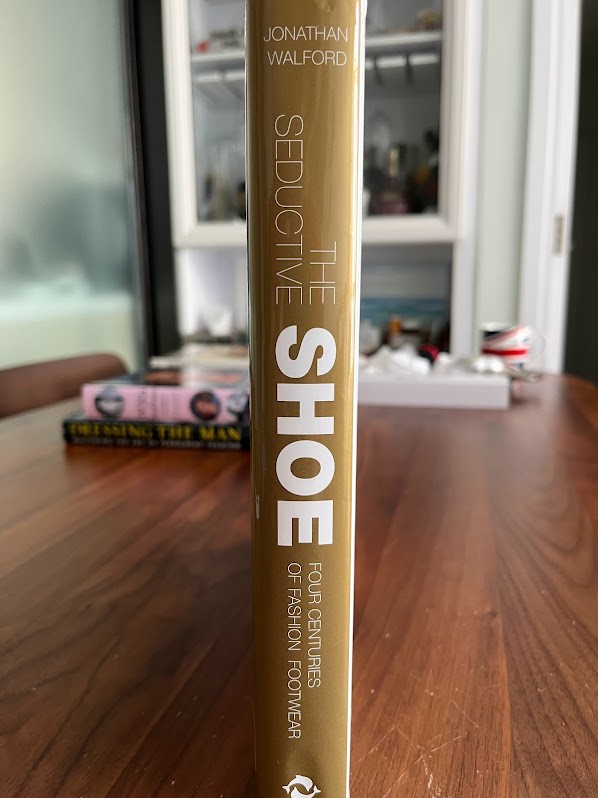 JONATHAN
WALFORD
THE
SEDUCTIVE
SHOE
FOUR CENTURIES
OF FASHION FOOTWEAR
DRESSING THE MAN